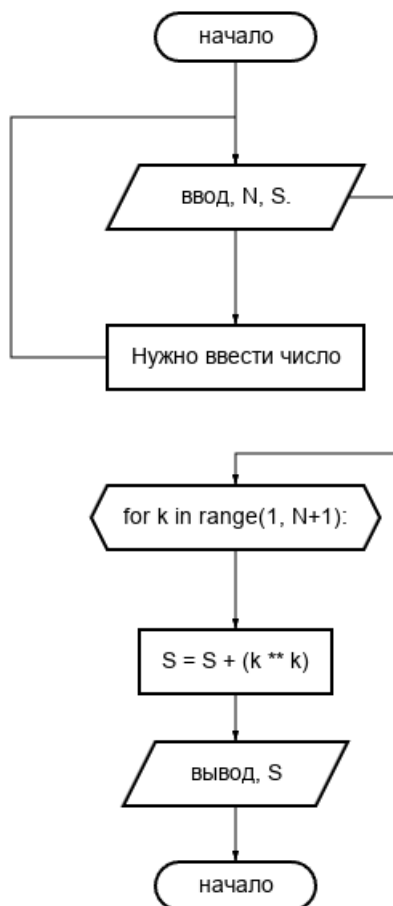 начало
ввод, N, S.
Нужно ввести число
for k in range(1, N+1):
S = S + (k ** k)
вывод, S
начало